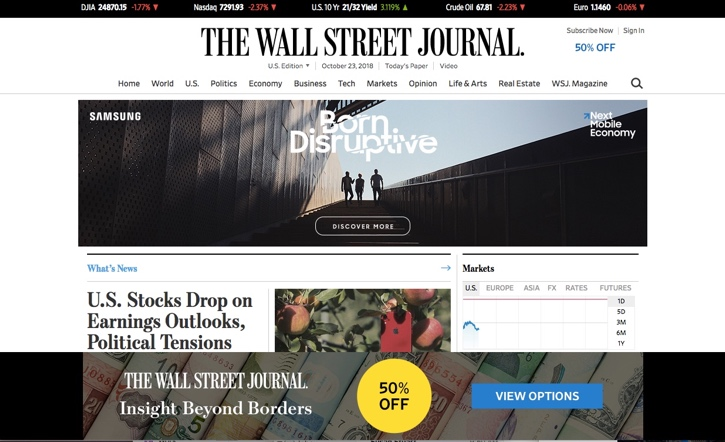 DJIA 24870.15 -1.77% ▼ Nasdaq 7291.93 -2.37% ▼ U.S. 10 Yr 21/32 Yield 3.119% ▲ Crude Oil 67.81 -2.23% ▼ Euro 1.1460 -0.06% ▼
THE WALL STREET JOURNAL.
Subscribe Now | Sign In
50% OFF
U.S. Edition ▼ | October 23, 2018 | Today's Paper | Video
Home World U.S. Politics Economy Business Tech Markets Opinion Life & Arts Real Estate WSJ. Magazine
SAMSUNG
Born
Disruptive
Next
Mobile
Economy
DISCOVER MORE
What's News
U.S. Stocks Drop on
Earnings Outlooks,
Political Tensions
Markets
U.S. EUROPE ASIA FX RATES FUTURES
1D
5D
3M
6M
1Y
THE WALL STREET JOURNAL.
Insight Beyond Borders
50%
OFF
VIEW OPTIONS